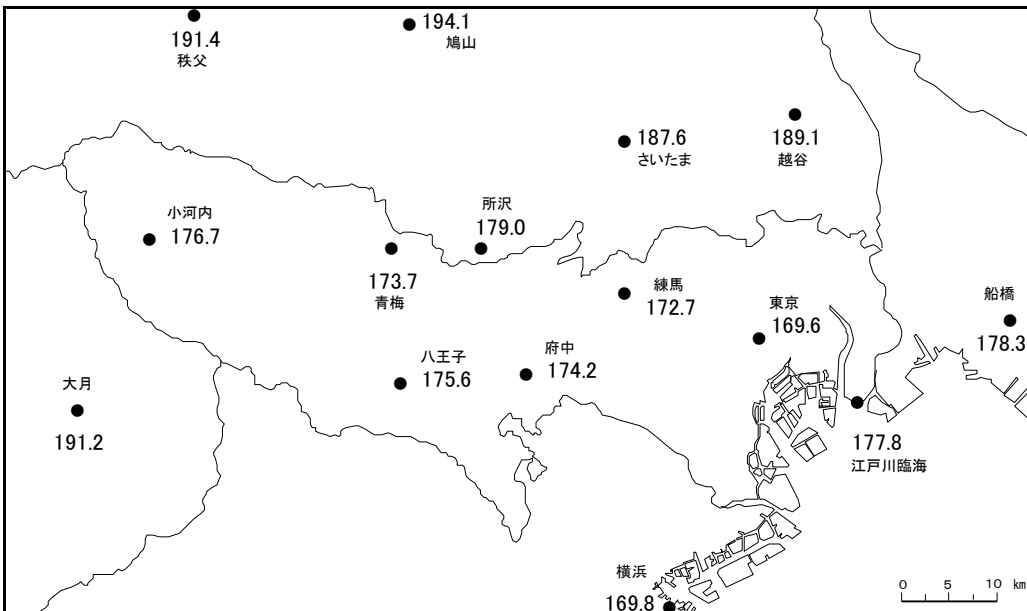 191.4
秩父
194.1
鳩山
187.6
さいたま
189.1
越谷
小河内
176.7
所沢
179.0
173.7
青梅
練馬
172.7
東京
169.6
船橋
178.3
大月
191.2
八王子
175.6
府中
174.2
177.8
江戸川臨海
横浜
169.8
0 5 10 km